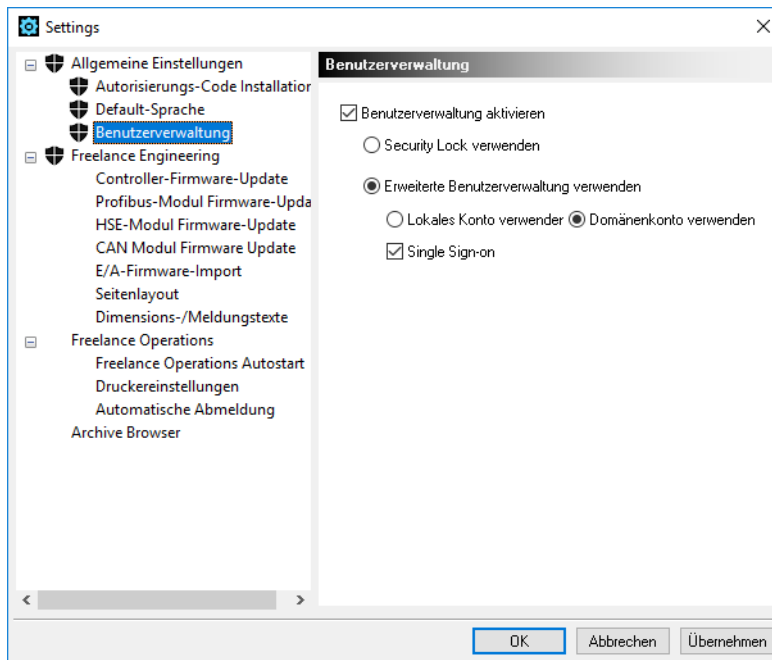 Settings
Allgemeine Einstellungen
Autorisierungs-Code Installatior
Default-Sprache
Benutzerverwaltung
Freelance Engineering
Controller-Firmware-Update
Profibus-Modul Firmware-Upda
HSE-Modul Firmware-Update
CAN Modul Firmware Update
E/A-Firmware-Import
Seitenlayout
Dimensions-/Meldungstexte
Freelance Operations
Freelance Operations Autostart
Druckereinstellungen
Automatische Abmeldung
Archive Browser
Benutzerverwaltung
Benutzerverwaltung aktivieren
Security Lock verwenden
Erweiterte Benutzerverwaltung verwenden
Lokales Konto verwender Domänenkonto verwenden
Single Sign-on
OK Abbrechen Übernehmen